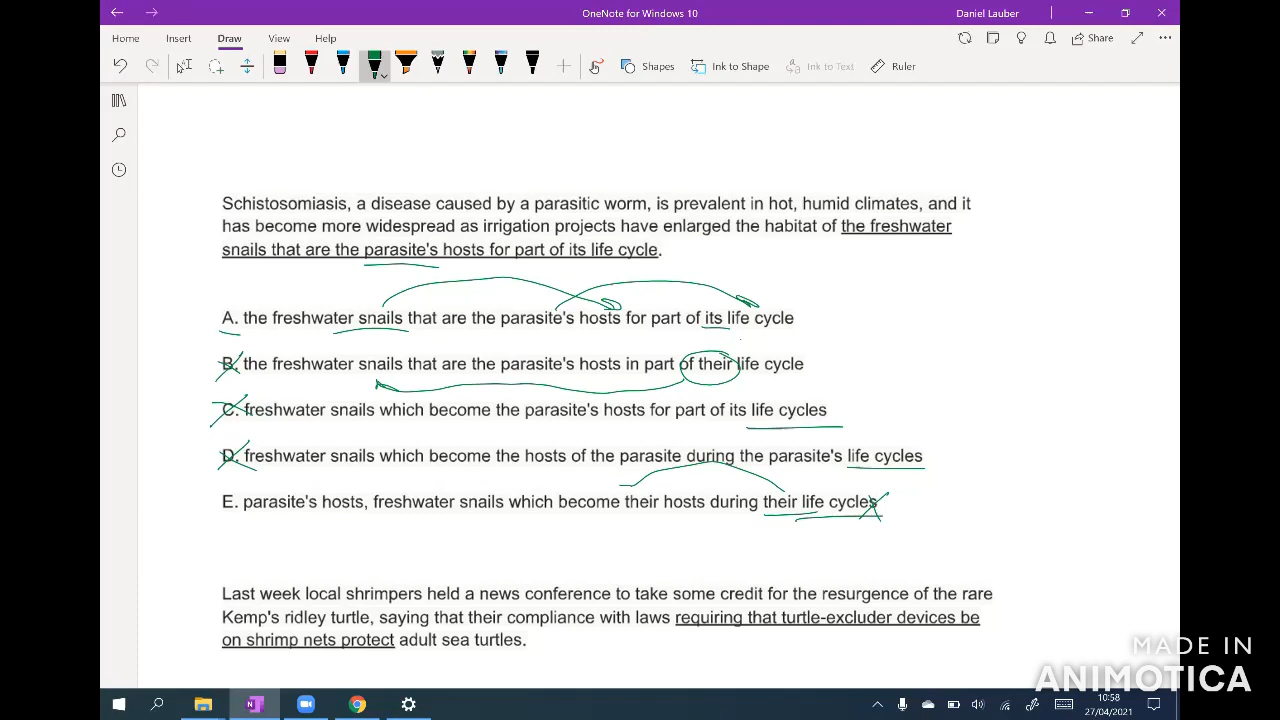 OneNote for Windows 10
Daniel Lauber
Home Insert Draw View Help
Share
Shapes Ink to Shape Ink to Text Ruler
Schistosomiasis, a disease caused by a parasitic worm, is prevalent in hot, humid climates, and it
has become more widespread as irrigation projects have enlarged the habitat of the freshwater
snails that are the parasite's hosts for part of its life cycle.
A. the freshwater snails that are the parasite's hosts for part of its life cycle
B. the freshwater snails that are the parasite's hosts in part of their life cycle
C. freshwater snails which become the parasite's hosts for part of its life cycles
D. freshwater snails which become the hosts of the parasite during the parasite's life cycles
E. parasite's hosts, freshwater snails which become their hosts during their life cycles
Last week local shrimpers held a news conference to take some credit for the resurgence of the rare
Kemp's ridley turtle, saying that their compliance with laws requiring that turtle-excluder devices be
on shrimp nets protect adult sea turtles.
MADE IN
ANIMOTICA
10:58
27/04/2021